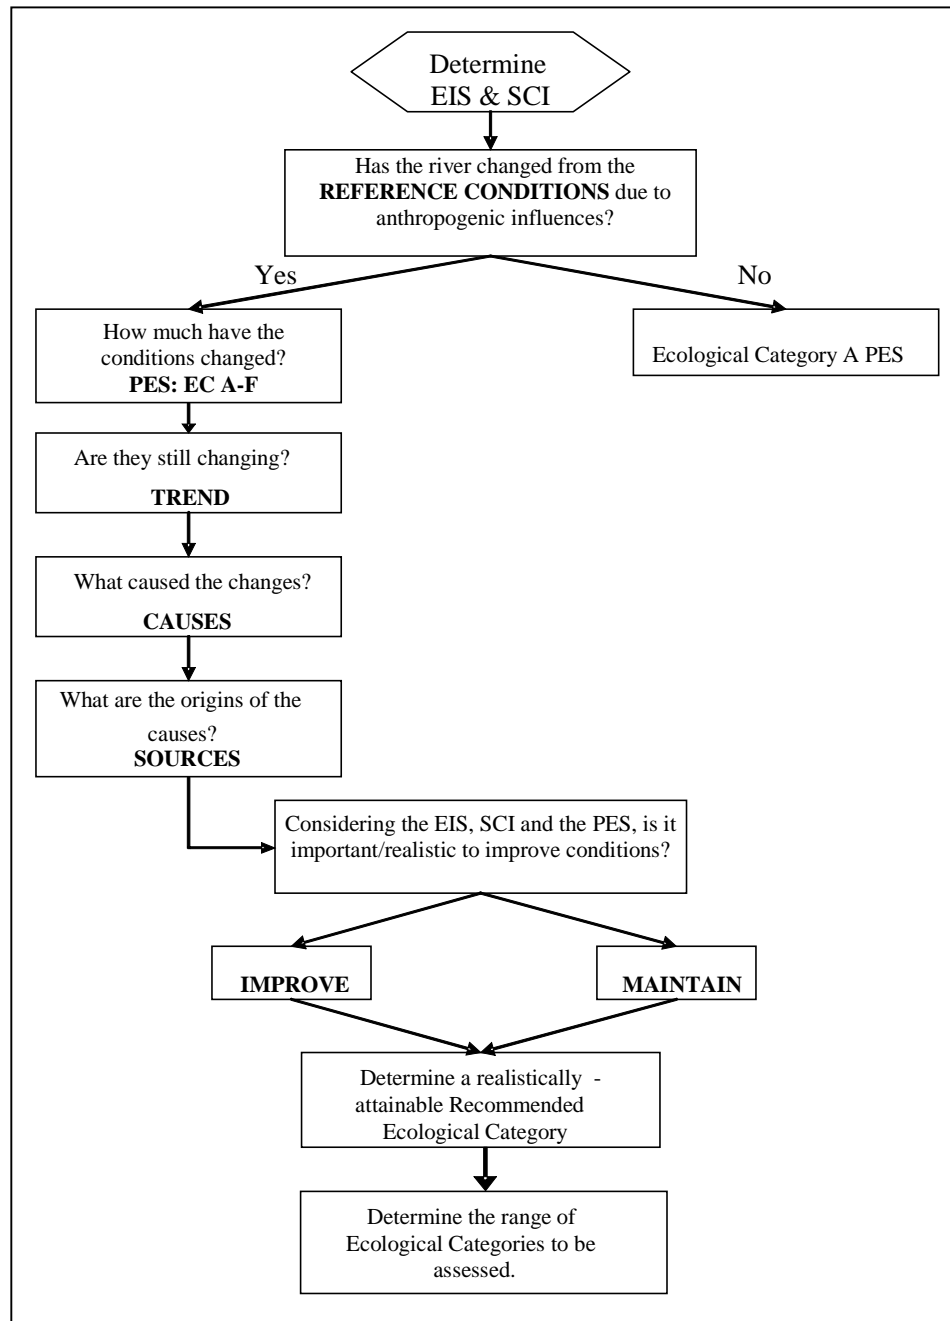 Determine
EIS & SCI
Has the river changed from the
REFERENCE CONDITIONS due to
anthropogenic influences?
Yes
No
How much have the
conditions changed?
PES: EC A-F
Ecological Category A PES
Are they still changing?
TREND
What caused the changes?
CAUSES
What are the origins of the
causes?
SOURCES
Considering the EIS, SCI and the PES, is it
important/realistic to improve conditions?
IMPROVE
MAINTAIN
Determine a realistically -
attainable Recommended
Ecological Category
Determine the range of
Ecological Categories to be
assessed.